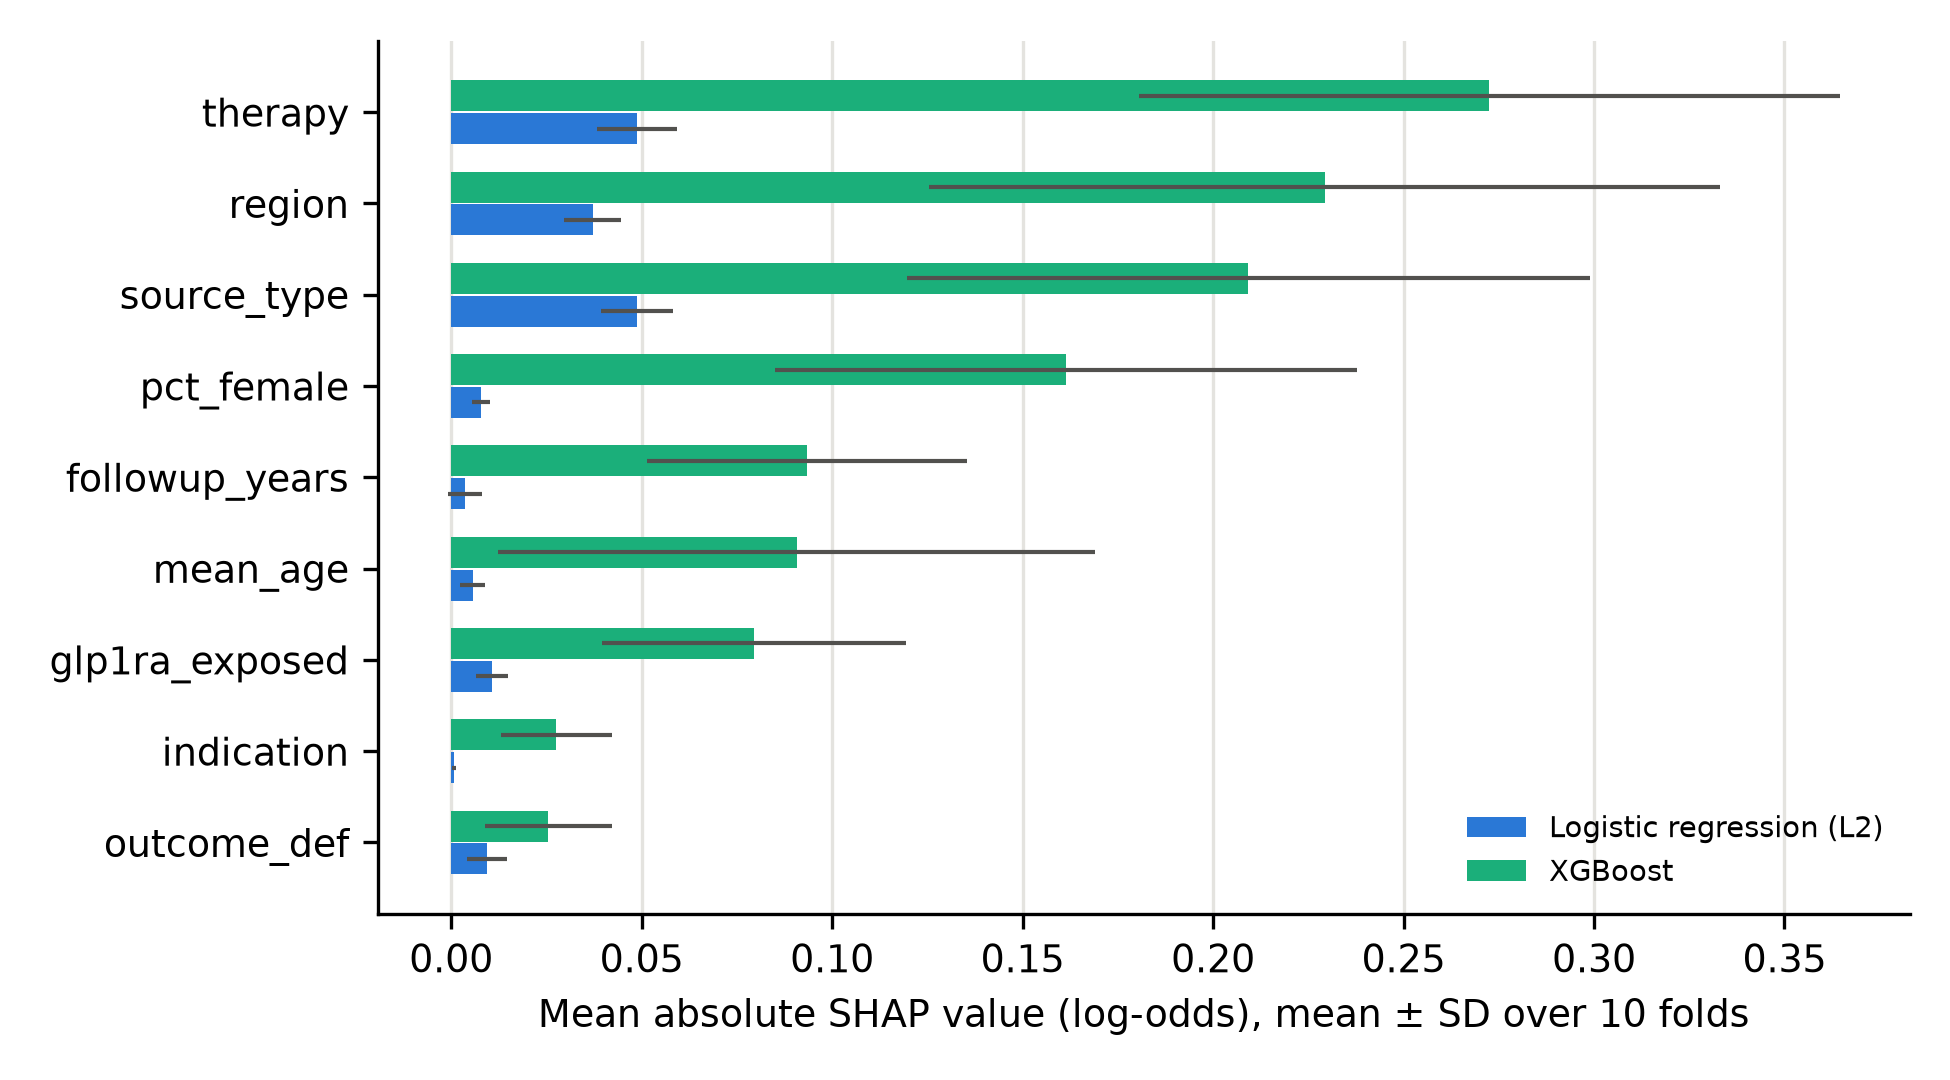 therapy
region
source_type
pct_female
followup_years
mean_age
glp1ra_exposed
indication
outcome_def
Logistic regression (L2)
XGBoost
0.00 0.05 0.10 0.15 0.20 0.25 0.30 0.35
Mean absolute SHAP value (log-odds), mean ± SD over 10 folds